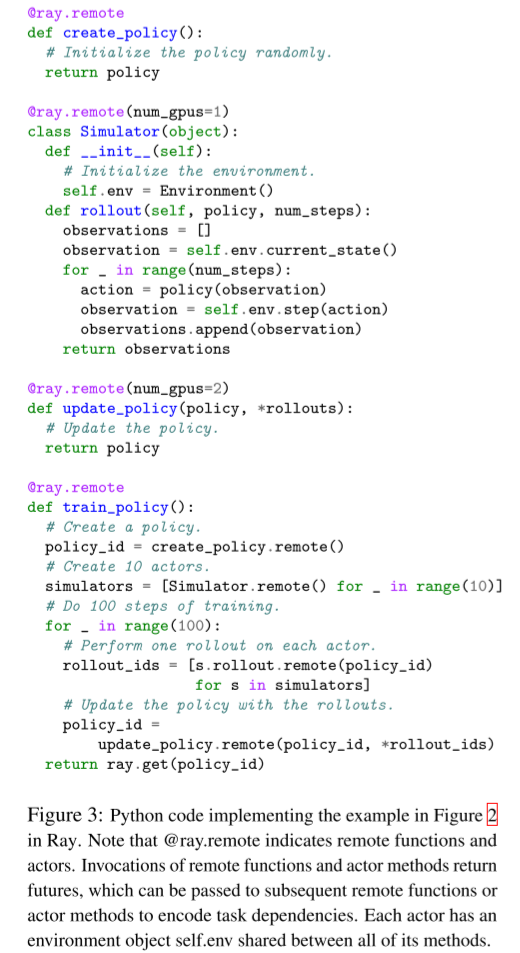 @ray.remote
def create_policy():
  # Initialize the policy randomly.
  return policy

@ray.remote(num_gpus=1)
class Simulator(object):
  def __init__(self):
    # Initialize the environment.
    self.env = Environment()
  def rollout(self, policy, num_steps):
    observations = []
    observation = self.env.current_state()
    for _ in range(num_steps):
      action = policy(observation)
      observation = self.env.step(action)
      observations.append(observation)
    return observations

@ray.remote(num_gpus=2)
def update_policy(policy, *rollouts):
  # Update the policy.
  return policy

@ray.remote
def train_policy():
  # Create a policy.
  policy_id = create_policy.remote()
  # Create 10 actors.
  simulators = [Simulator.remote() for _ in range(10)]
  # Do 100 steps of training.
  for _ in range(100):
    # Perform one rollout on each actor.
    rollout_ids = [s.rollout.remote(policy_id)
                   for s in simulators]
    # Update the policy with the rollouts.
    policy_id =
        update_policy.remote(policy_id, *rollout_ids)
  return ray.get(policy_id)

Figure 3: Python code implementing the example in Figure 2
in Ray. Note that @ray.remote indicates remote functions and
actors. Invocations of remote functions and actor methods return
futures, which can be passed to subsequent remote functions or
actor methods to encode task dependencies. Each actor has an
environment object self.env shared between all of its methods.